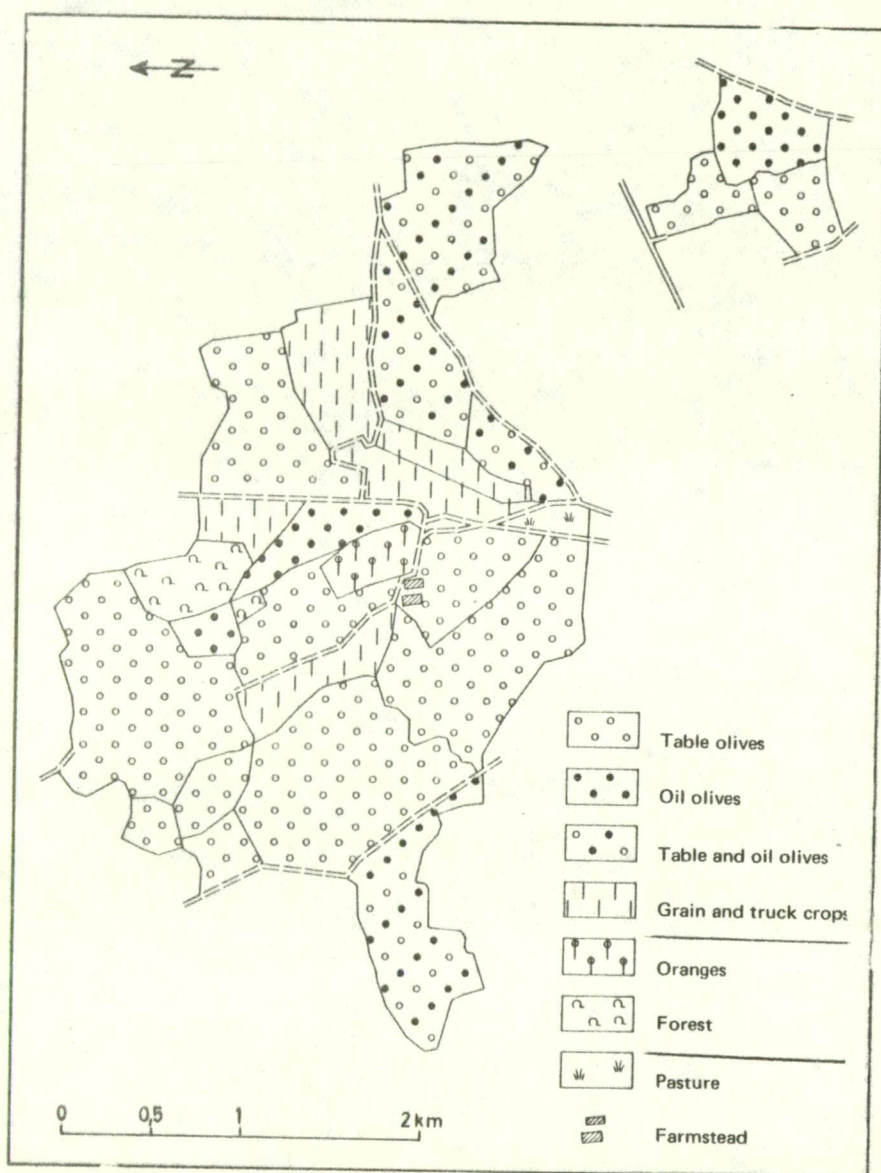 N
Table olives
Oil olives
Table and oil olives
Grain and truck crops
Oranges
Forest
Pasture
Farmstead
0 0,5 1 2 km